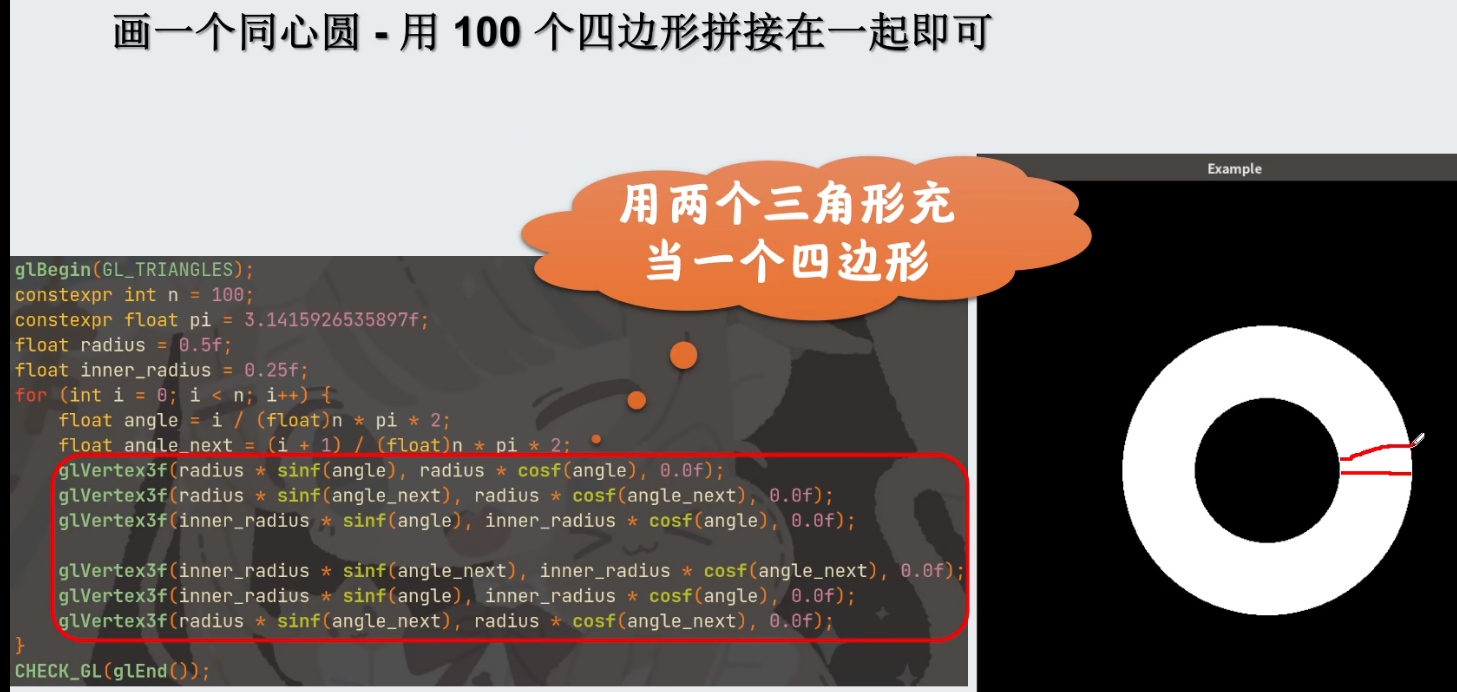 画一个同心圆 - 用 100 个四边形拼接在一起即可
用两个三角形充
当一个四边形
Example
glBegin(GL_TRIANGLES);
constexpr int n = 100;
constexpr float pi = 3.1415926535897f;
float radius = 0.5f;
float inner_radius = 0.25f;
for (int i = 0; i < n; i++) {
    float angle = i / (float)n * pi * 2;
    float angle_next = (i + 1) / (float)n * pi * 2;
    glVertex3f(radius * sinf(angle), radius * cosf(angle), 0.0f);
    glVertex3f(radius * sinf(angle_next), radius * cosf(angle_next), 0.0f);
    glVertex3f(inner_radius * sinf(angle), inner_radius * cosf(angle), 0.0f);
    glVertex3f(inner_radius * sinf(angle_next), inner_radius * cosf(angle_next), 0.0f);
    glVertex3f(inner_radius * sinf(angle), inner_radius * cosf(angle), 0.0f);
    glVertex3f(radius * sinf(angle_next), radius * cosf(angle_next), 0.0f);
}
CHECK_GL(glEnd());